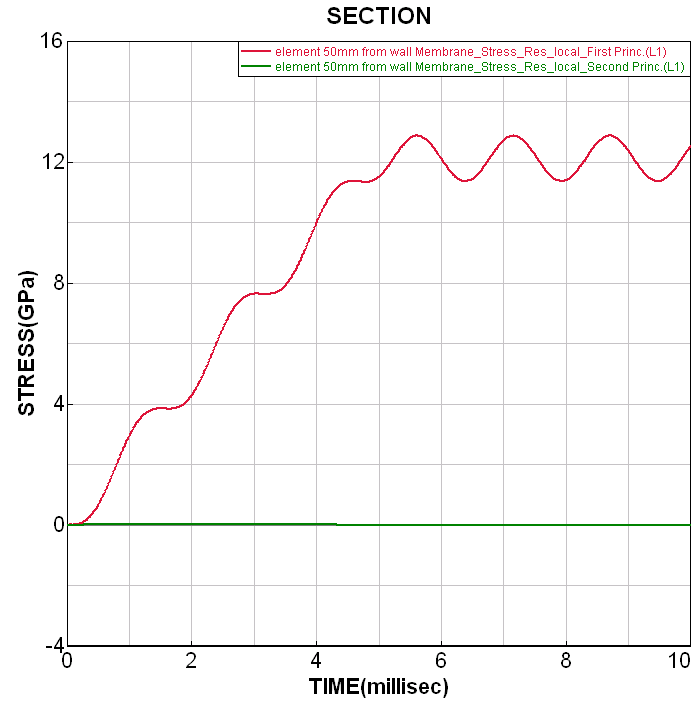 SECTION
element 50mm from wall Membrane_Stress_Res_local_First Princ.(L1)
element 50mm from wall Membrane_Stress_Res_local_Second Princ.(L1)
16
12
8
4
0
-4
STRESS(GPa)
0 2 4 6 8 10
TIME(millisec)